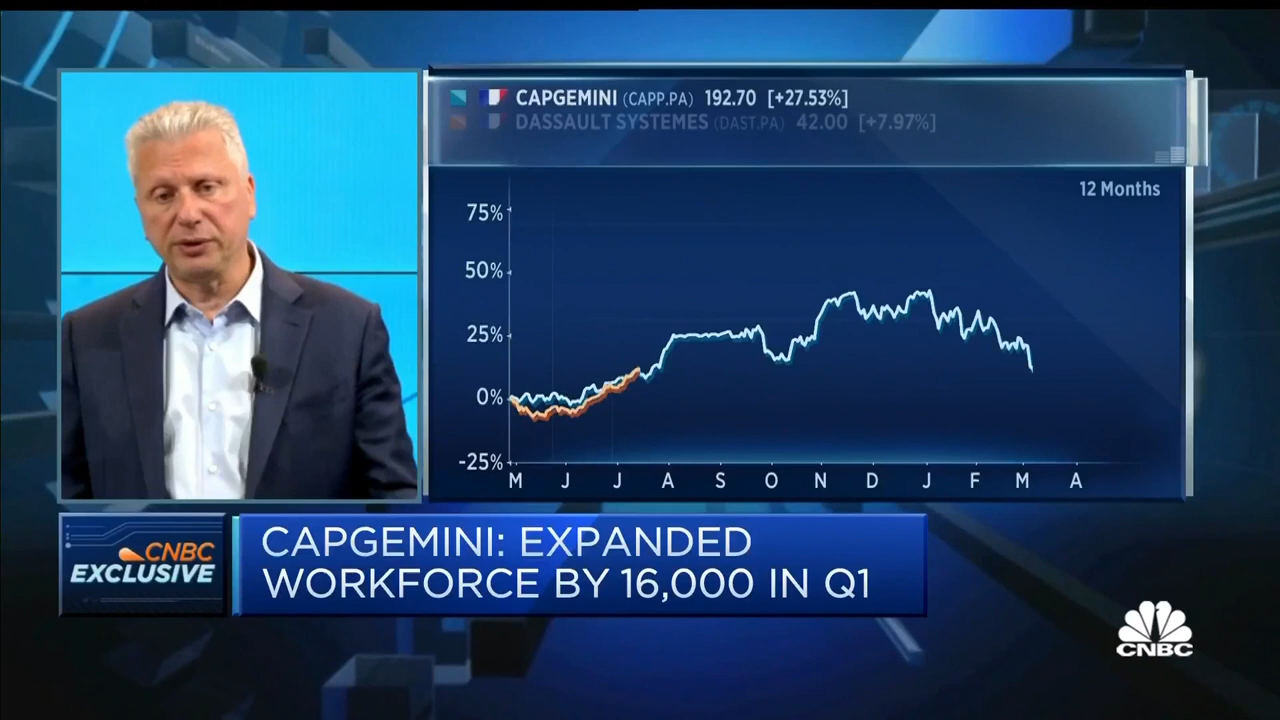 CAPGEMINI (CAPP.PA) 192.70 [+27.53%]
DASSAULT SYSTEMES (DAST.PA) 42.00 [+7.97%]
12 Months
75%
50%
25%
0%
-25%
M J J A S O N D J F M A
CNBC
EXCLUSIVE
CAPGEMINI: EXPANDED
WORKFORCE BY 16,000 IN Q1
CNBC